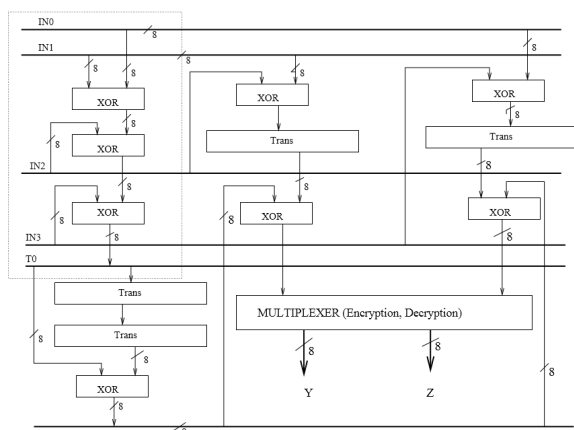 IN0
8
IN1
8
8
8
8
8
XOR
XOR
XOR
8
8
XOR
8
Trans
Trans
IN2
8
8
8
XOR
XOR
XOR
8
8
8
8
IN3
T0
Trans
MULTIPLEXER (Encryption, Decryption)
Trans
8
8
8
8
8
XOR
Y
Z
8
8